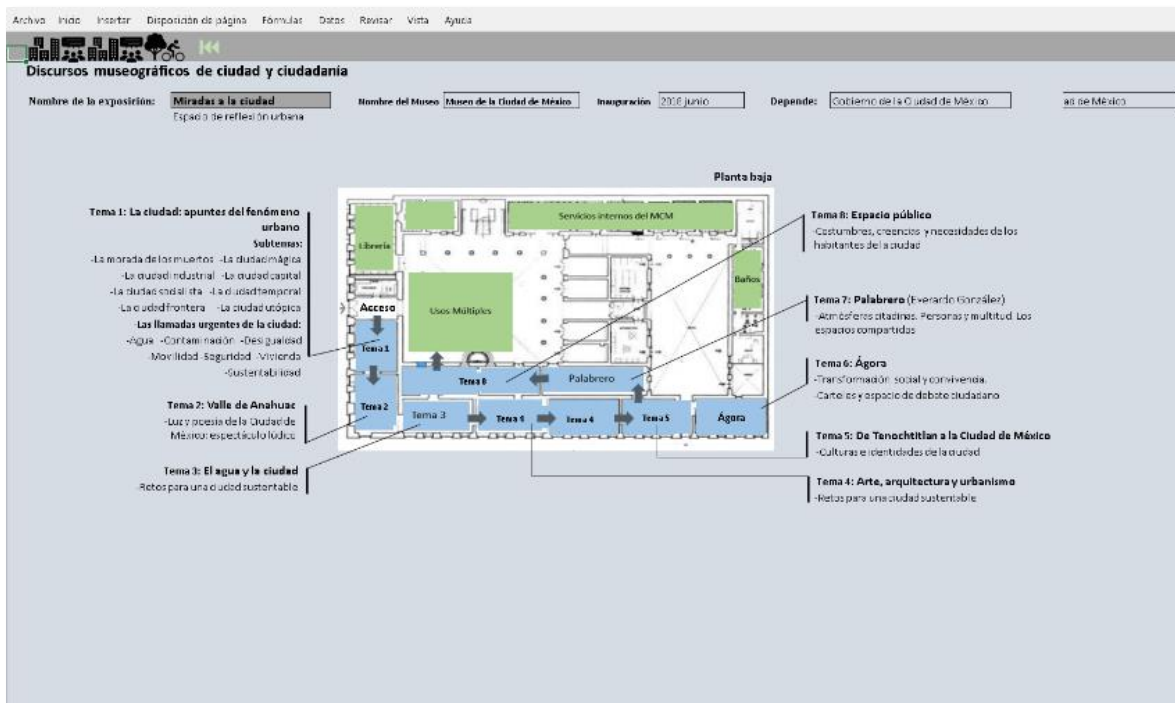 Archivo Inicio Insertar Disposición de página Fórmulas Datos Revisar Vista Ayuda
Discursos museográficos de ciudad y ciudadanía
Nombre de la exposición: Miradas a la ciudad Nombre del Museo Museo de la Ciudad de México Inauguración 2018 junio Depende: Gobierno de la Ciudad de México ad de México
Espacio de reflexión urbana
Planta baja
Tema 1: La ciudad: apuntes del fenómeno
urbano
Subtemas:
-La morada de los muertos -La ciudad mágica
-La ciudad industrial -La ciudad capital
-La ciudad socialista -La ciudad temporal
-La ciudad frontera -La ciudad utópica
-Las llamadas urgentes de la ciudad:
-Agua -Contaminación -Desigualdad
-Movilidad -Seguridad -Vivienda
-Sustentabilidad
Tema 2: Valle de Anahuac
-Luz y poesía de la Ciudad de
México: espectáculo lúdico
Tema 3: El agua y la ciudad
-Retos para una ciudad sustentable
Servicios internos del MCM
Librería
Baños
Acceso
Usos Múltiples
Tema 1
Tema 8
Palabrero
Tema 2
Tema 3
Tema 4
Tema 5
Ágora
Tema 8: Espacio público
-Costumbres, creencias y necesidades de los
habitantes de la ciudad
Tema 7: Palabrero (Everardo González)
-Atmósferas citadinas. Personas y multitud. Los
espacios compartidos
Tema 6: Ágora
-Transformación social y convivencia.
-Carteles y espacio de debate ciudadano
Tema 5: De Tenochtitlan a la Ciudad de México
-Culturas e identidades de la ciudad
Tema 4: Arte, arquitectura y urbanismo
-Retos para una ciudad sustentable